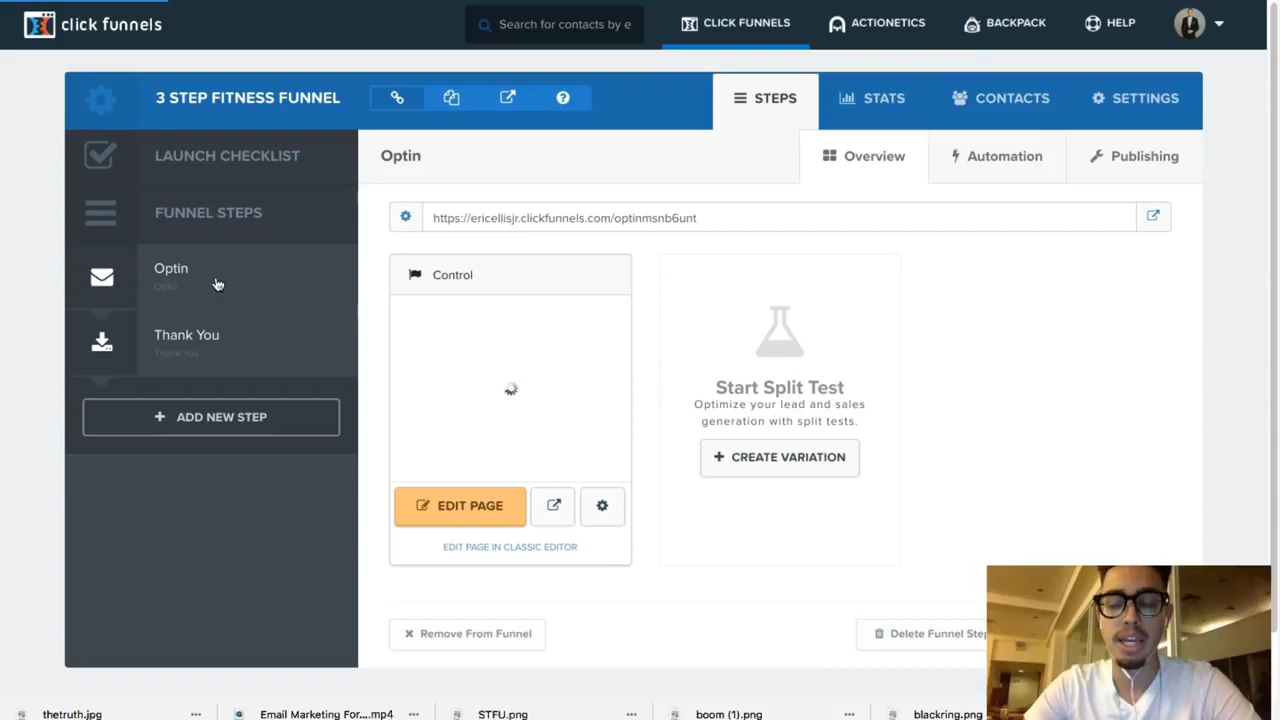 click funnels
Search for contacts by e
CLICK FUNNELS
ACTIONETICS
BACKPACK
HELP
3 STEP FITNESS FUNNEL
STEPS
STATS
CONTACTS
SETTINGS
LAUNCH CHECKLIST
FUNNEL STEPS
Optin
Optin
Thank You
Thank You
+ ADD NEW STEP
Optin
Overview
Automation
Publishing
https://ericellisjr.clickfunnels.com/optinmsnb6unt
Control
EDIT PAGE
EDIT PAGE IN CLASSIC EDITOR
Start Split Test
Optimize your lead and sales
generation with split tests.
+ CREATE VARIATION
Remove From Funnel
Delete Funnel Step
thetruth.jpg
Email Marketing For....mp4
STFU.png
boom (1).png
blackring.png